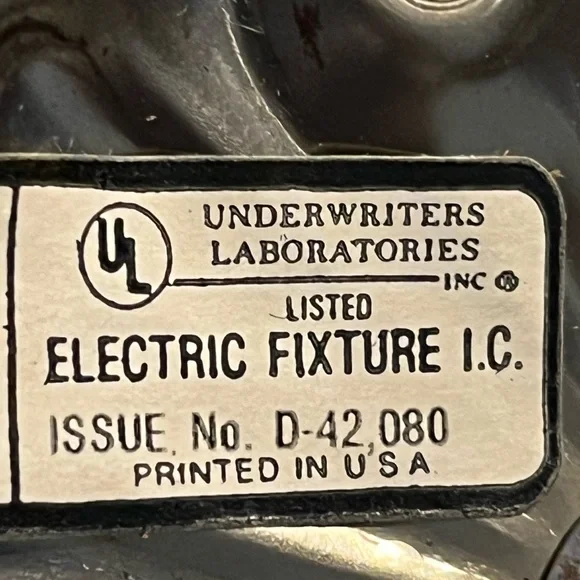 UL
UNDERWRITERS
LABORATORIES
INC ®
LISTED
ELECTRIC FIXTURE I.C.
ISSUE. No. D-42,080
PRINTED IN U S A